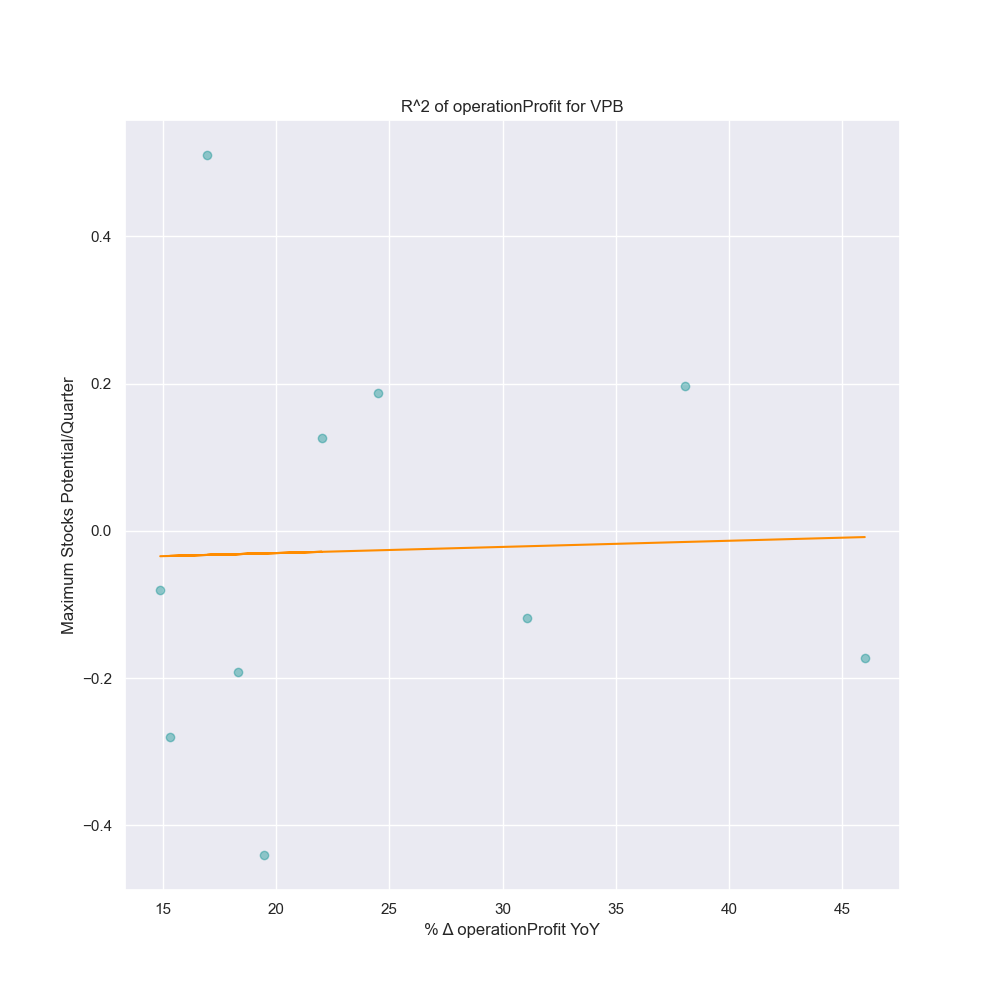 R^2 of operationProfit for VPB
Maximum Stocks Potential/Quarter
0.4
0.2
0.0
−0.2
−0.4
15 20 25 30 35 40 45
% Δ operationProfit YoY